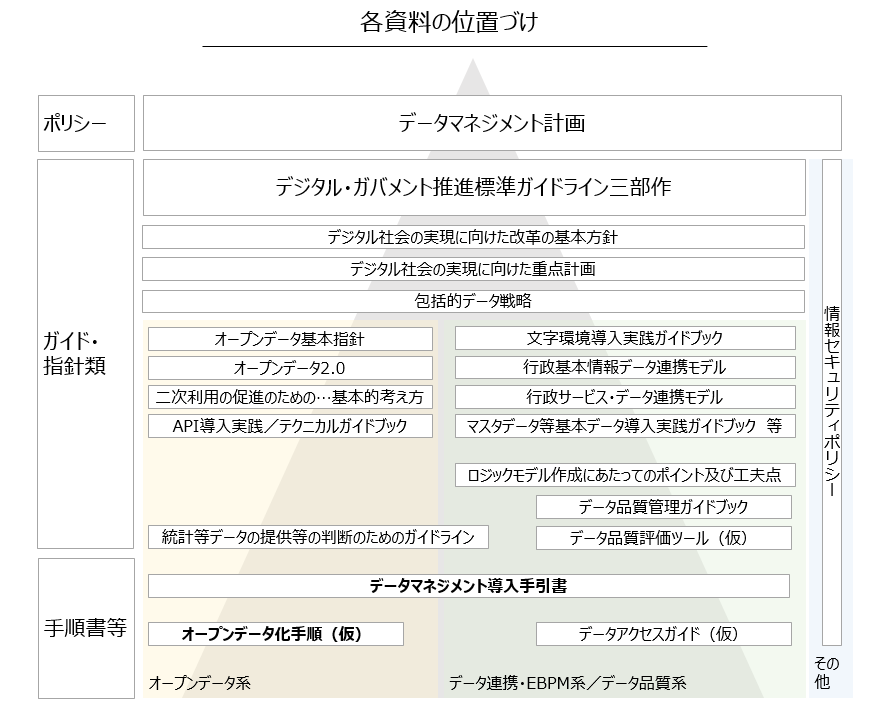 各資料の位置づけ
ポリシー
データマネジメント計画
ガイド・
指針類
デジタル・ガバメント推進標準ガイドライン三部作
デジタル社会の実現に向けた改革の基本方針
デジタル社会の実現に向けた重点計画
包括的データ戦略
オープンデータ基本指針
オープンデータ2.0
二次利用の促進のための…基本的考え方
API導入実践／テクニカルガイドブック
文字環境導入実践ガイドブック
行政基本情報データ連携モデル
行政サービス・データ連携モデル
マスタデータ等基本データ導入実践ガイドブック 等
ロジックモデル作成にあたってのポイント及び工夫点
データ品質管理ガイドブック
統計等データの提供等の判断のためのガイドライン
データ品質評価ツール（仮）
情報セキュリティポリシー
手順書等
データマネジメント導入手引書
オープンデータ化手順（仮）
データアクセスガイド（仮）
オープンデータ系
データ連携・EBPM系／データ品質系
その
他